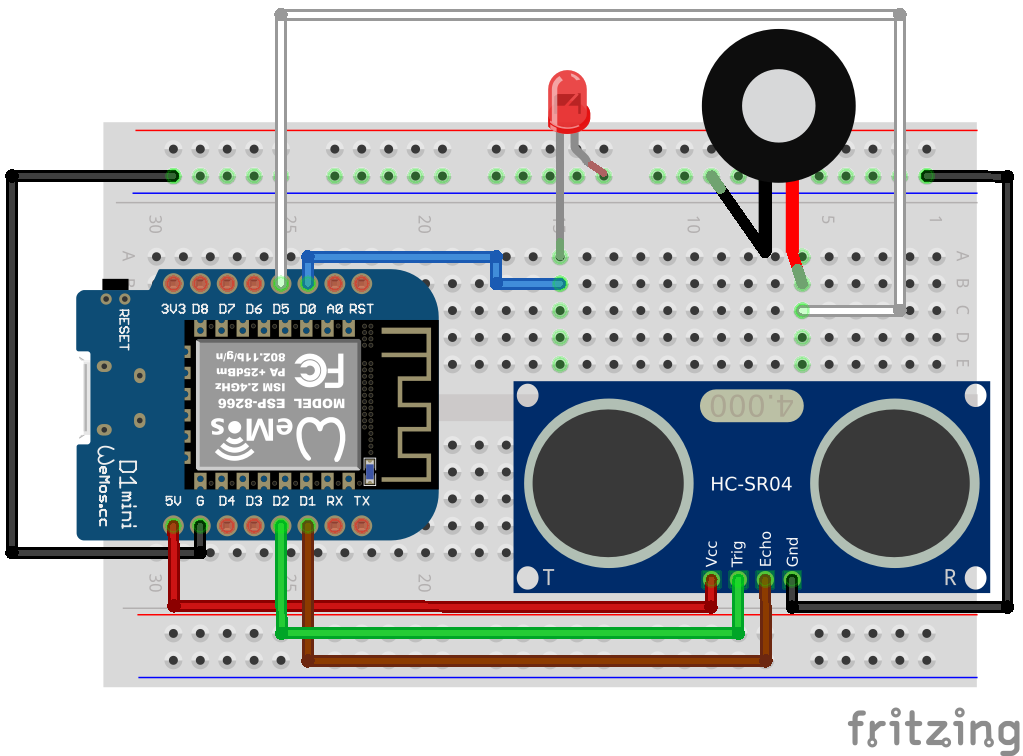 30
25
20
15
10
5
1
A
A
B
B
C
D
E
3V3 D8 D7 D6 D5 D0 A0 RST
RESET
802.11b/g/n
PA +25dBm
ISM 2.4GHz
MODEL ESP-8266
FC
WeMos
D1mini
WeMos.cc
5V G D4 D3 D2 D1 RX TX
4.000
HC-SR04
Vcc
Trig
Echo
Gnd
T
R
30
25
20
fritzing